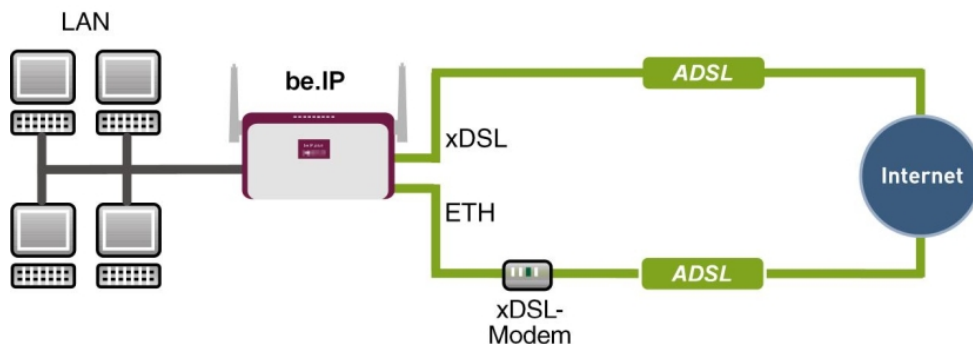 LAN
be.IP
ADSL
xDSL
Internet
ETH
ADSL
xDSL-
Modem